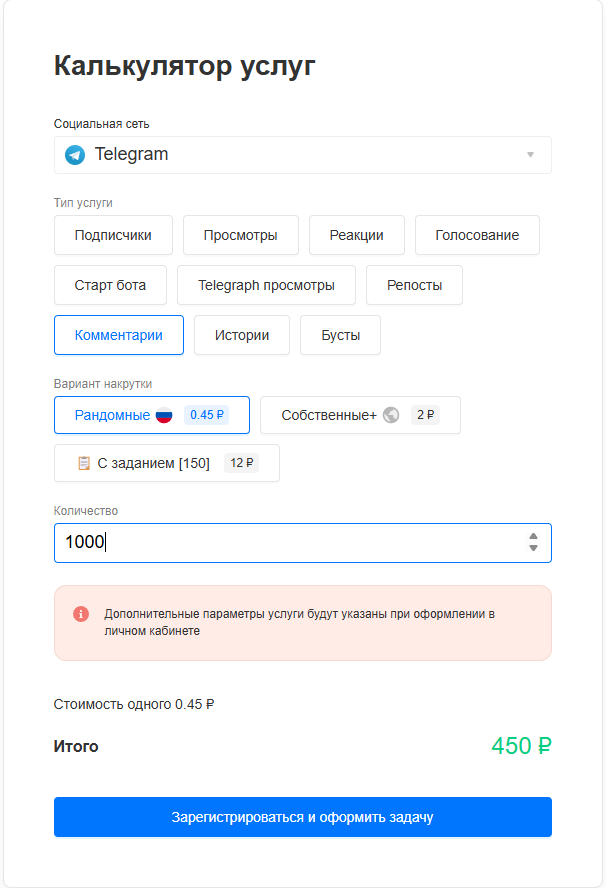 Калькулятор услуг
Социальная сеть
Telegram
Тип услуги
Подписчики Просмотры Реакции Голосование
Старт бота Telegraph просмотры Репосты
Комментарии Истории Бусты
Вариант накрутки
Рандомные 0.45 ₽ Собственные+ 2 ₽
С заданием [150] 12 ₽
Количество
1000
Дополнительные параметры услуги будут указаны при оформлении в
личном кабинете
Стоимость одного 0.45 ₽
Итого 450 ₽
Зарегистрироваться и оформить задачу